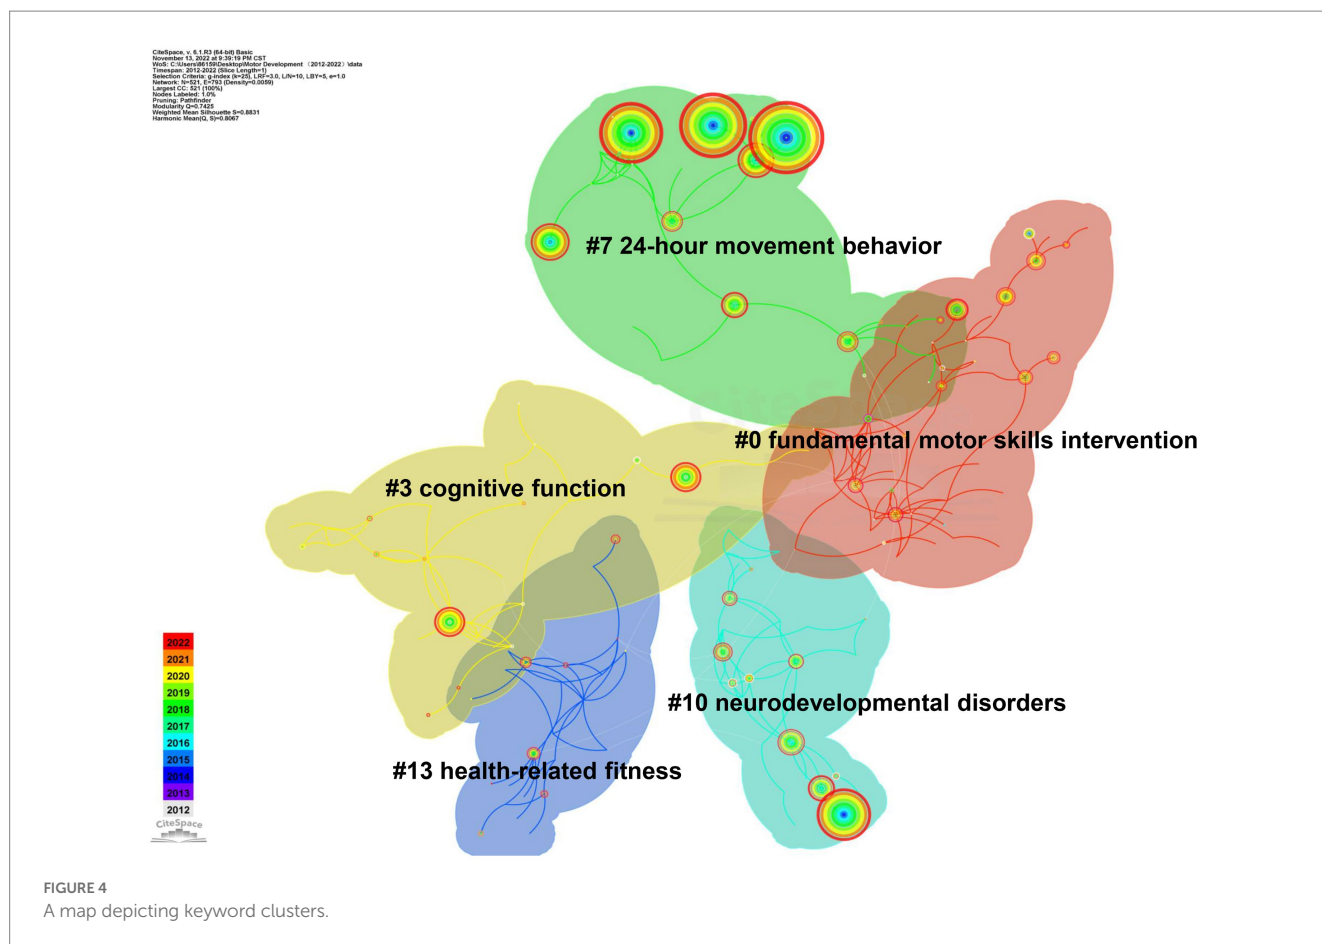 CiteSpace, v. 6.1.R3 (64-bit) Basic
November 13, 2022 at 9:39:19 PM CST
WoS: C:\Users\86159\Desktop\Motor Development（2012-2022）\data
Timespan: 2012-2022 (Slice Length=1)
Selection Criteria: g-index (k=25), LRF=3.0, L/N=10, LBY=5, e=1.0
Network: N=521, E=793 (Density=0.0059)
Largest CC: 521 (100%)
Nodes Labeled: 1.0%
Pruning: Pathfinder
Modularity Q=0.7425
Weighted Mean Silhouette S=0.8831
Harmonic Mean(Q, S)=0.8067
#7 24-hour movement behavior
CiteSpace
#0 fundamental motor skills intervention
#3 cognitive function
#10 neurodevelopmental disorders
#13 health-related fitness
2022
2021
2020
2019
2018
2017
2016
2015
2014
2013
2012
CiteSpace
FIGURE 4
A map depicting keyword clusters.